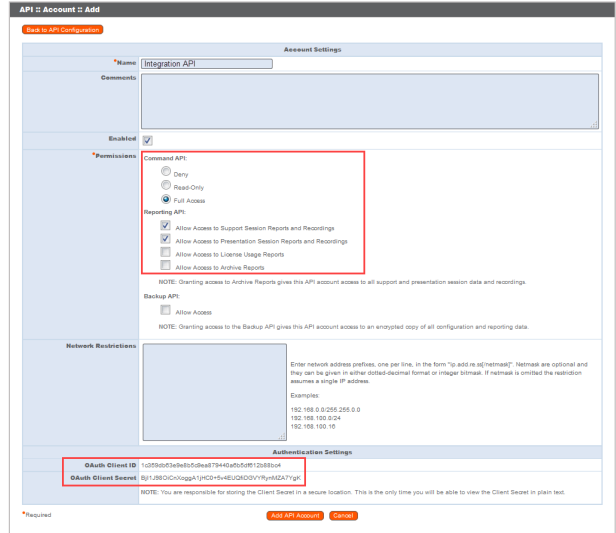 API :: Account :: Add
Back to API Configuration
Account Settings
*Name Integration API
Comments
Enabled
*Permissions
Command API:
Deny
Read-Only
Full Access
Reporting API:
Allow Access to Support Session Reports and Recordings
Allow Access to Presentation Session Reports and Recordings
Allow Access to License Usage Reports
Allow Access to Archive Reports
NOTE: Granting access to Archive Reports gives this API account access to all support and presentation session data and recordings.
Backup API:
Allow Access
NOTE: Granting access to the Backup API gives this API account access to an encrypted copy of all configuration and reporting data.
Network Restrictions
Enter network address prefixes, one per line, in the form "ip.add.re.ss[/netmask]". Netmask are optional and
they can be given in either dotted-decimal format or integer bitmask. If netmask is omitted the restriction
assumes a single IP address.
Examples:
192.168.0.0/255.255.0.0
192.168.100.0/24
192.168.100.16
Authentication Settings
OAuth Client ID
OAuth Client Secret
NOTE: You are responsible for storing the Client Secret in a secure location. This is the only time you will be able to view the Client Secret in plain text.
*Required
Add API Account
Cancel